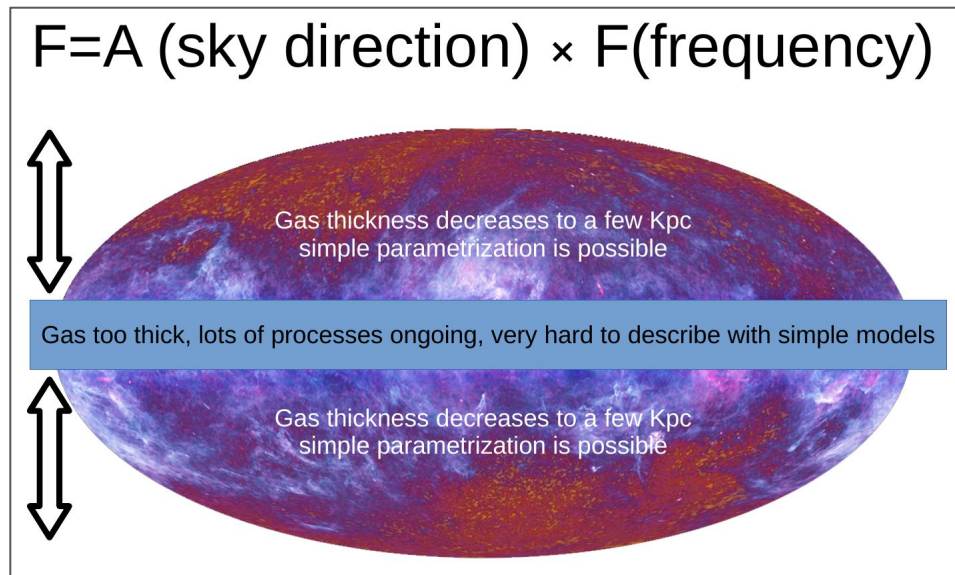 F=A (sky direction) × F(frequency)
Gas thickness decreases to a few Kpc
simple parametrization is possible
Gas too thick, lots of processes ongoing, very hard to describe with simple models
Gas thickness decreases to a few Kpc
simple parametrization is possible